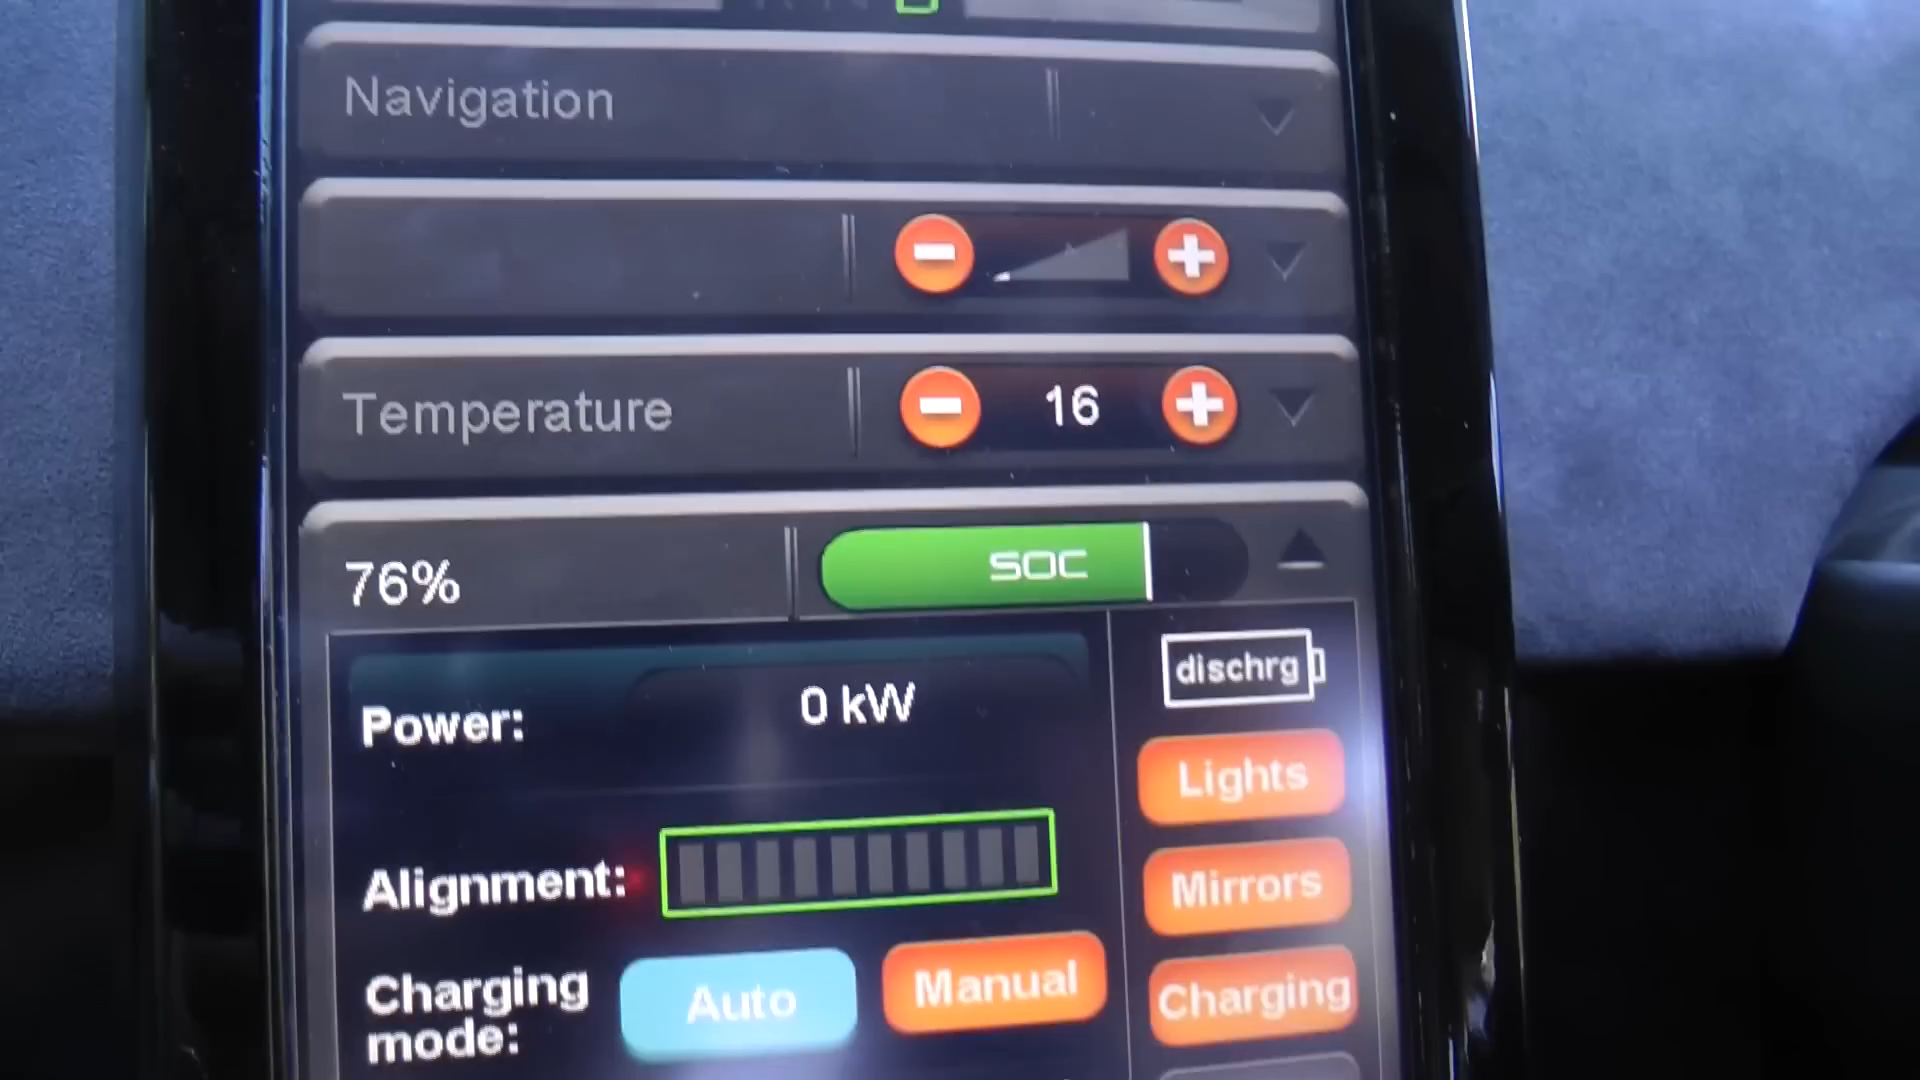 Navigation
Temperature 16
76% SOC
dischrg
Power: 0 kW
Lights
Alignment:
Mirrors
Charging mode: Auto Manual
Charging